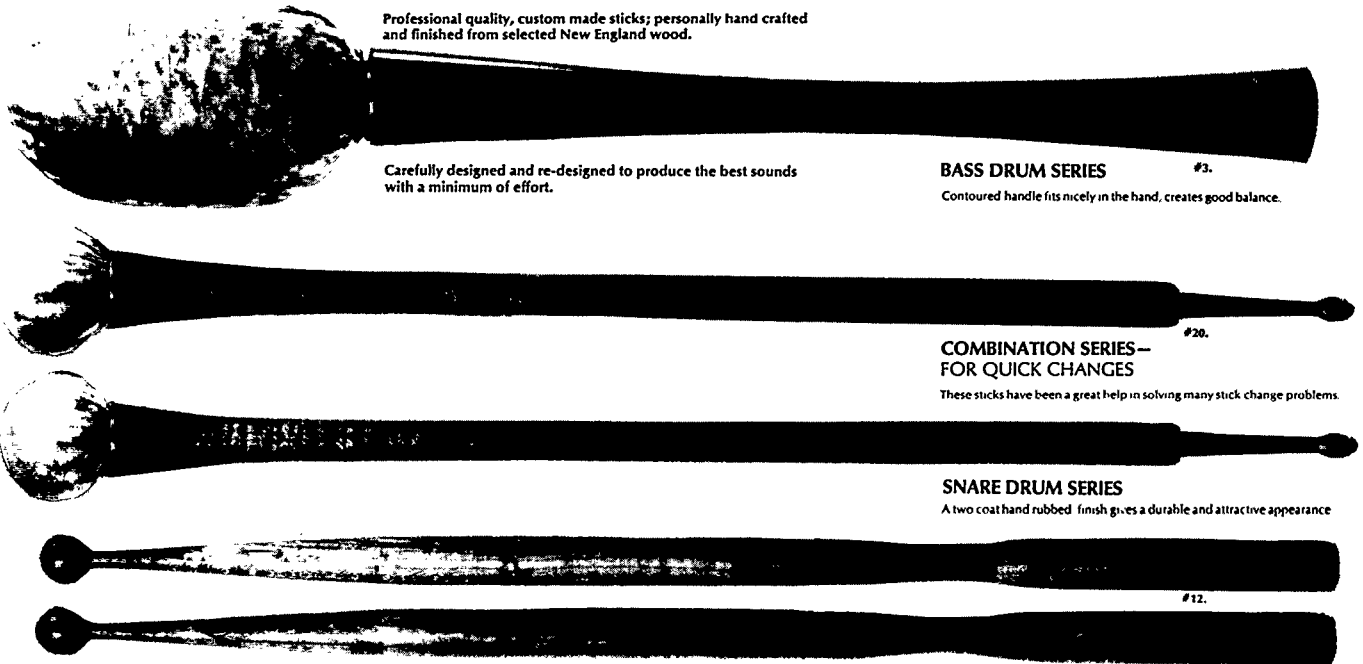 Professional quality, custom made sticks; personally hand crafted
and finished from selected New England wood.
Carefully designed and re-designed to produce the best sounds
with a minimum of effort.
BASS DRUM SERIES #3.
Contoured handle fits nicely in the hand, creates good balance.
#20.
COMBINATION SERIES—
FOR QUICK CHANGES
These sticks have been a great help in solving many stick change problems.
SNARE DRUM SERIES
A two coat hand rubbed finish gives a durable and attractive appearance
#12.